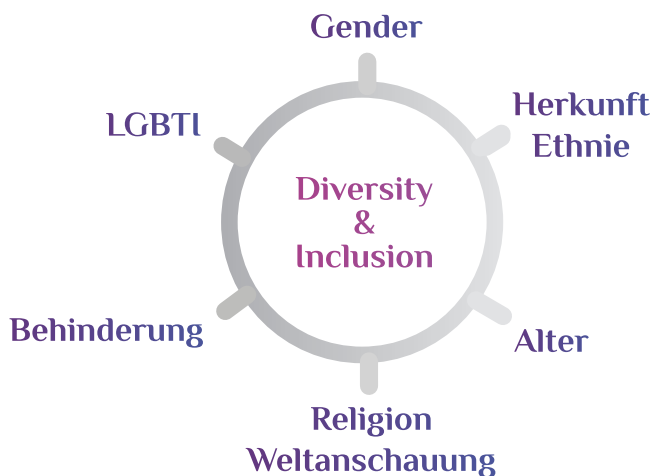 Gender
LGBTI
Herkunft
Ethnie
Diversity
&
Inclusion
Behinderung
Alter
Religion
Weltanschauung